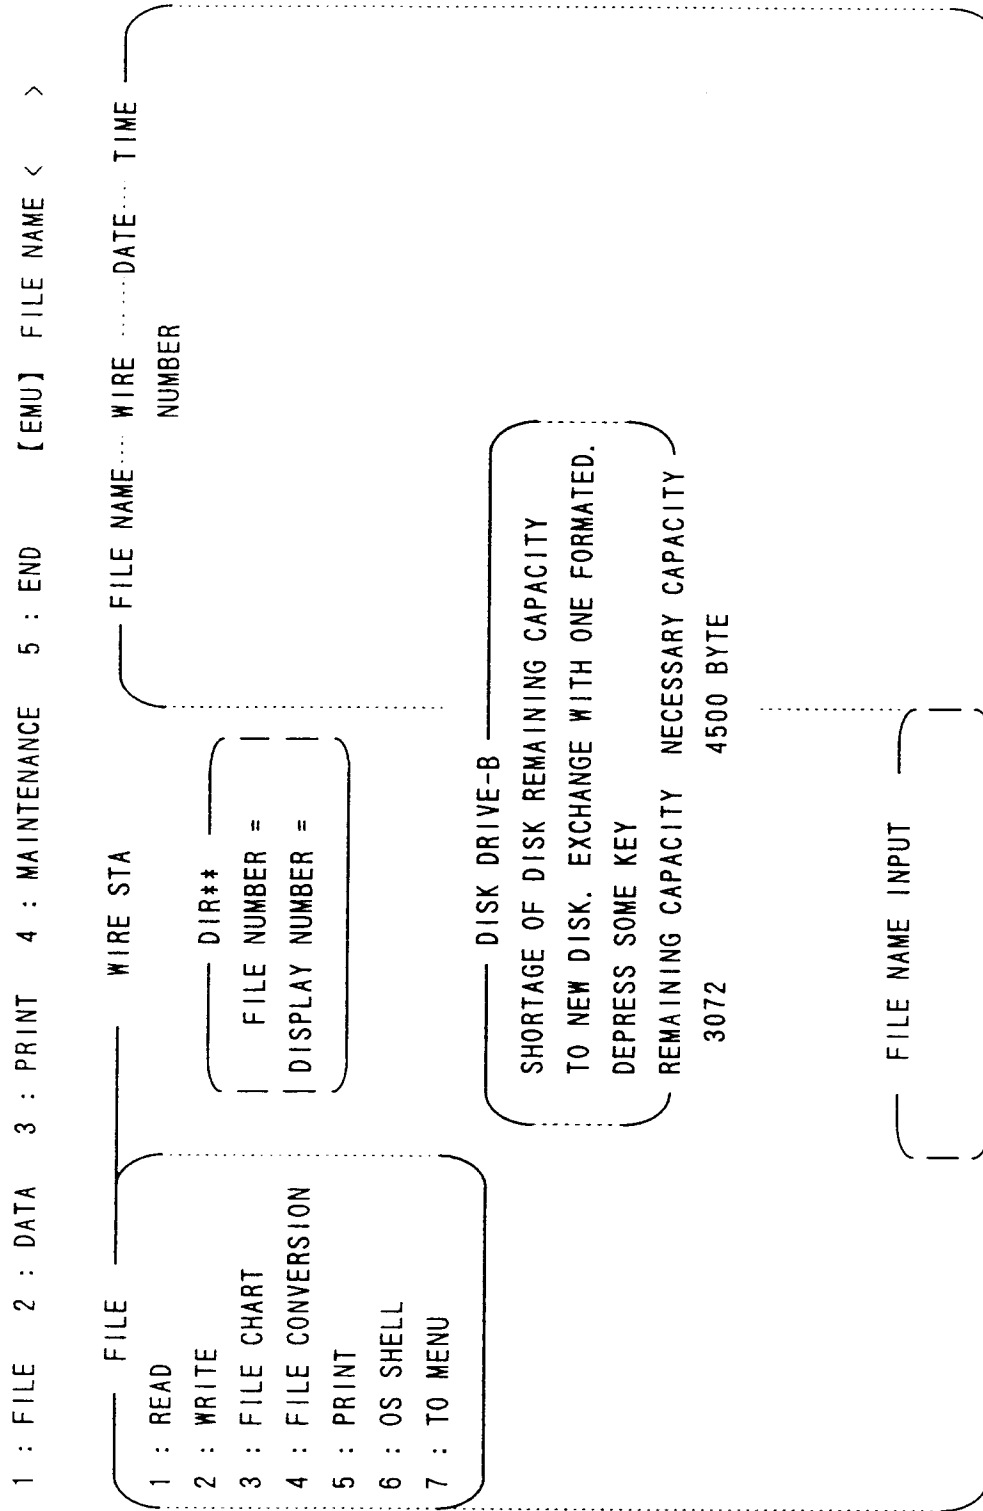 1 : FILE 2 : DATA 3 : PRINT 4 : MAINTENANCE 5 : END [EMU] FILE NAME < >
FILE
1 : READ
2 : WRITE
3 : FILE CHART
4 : FILE CONVERSION
5 : PRINT
6 : OS SHELL
7 : TO MENU
WIRE STA
DIR**
FILE NUMBER =
DISPLAY NUMBER =
FILE NAME WIRE DATE TIME
NUMBER
DISK DRIVE-B
SHORTAGE OF DISK REMAINING CAPACITY
TO NEW DISK. EXCHANGE WITH ONE FORMATED.
DEPRESS SOME KEY
REMAINING CAPACITY NECESSARY CAPACITY
3072 4500 BYTE
FILE NAME INPUT